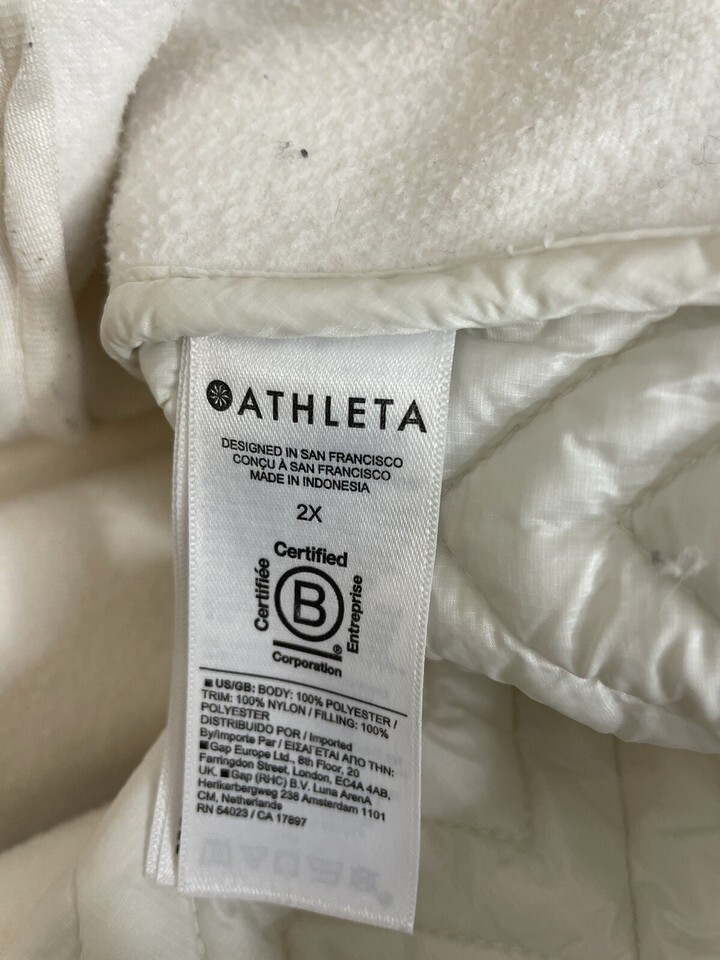 ATHLETA
DESIGNED IN SAN FRANCISCO
CONÇU À SAN FRANCISCO
MADE IN INDONESIA
2X
Certified
Certifiée
B
Entreprise
®
Corporation
■ US/GB: BODY: 100% POLYESTER /
TRIM: 100% NYLON / FILLING: 100%
POLYESTER
DISTRIBUIDO POR / Imported
By/Importe Par / ΕΙΣΑΓΕΤΑΙ ΑΠΟ ΤΗΝ:
■ Gap Europe Ltd., 8th Floor, 20
Farringdon Street, London, EC4A 4AB,
UK. ■ Gap (RHC) B.V. Luna ArenA
Herikerbergweg 238 Amsterdam 1101
CM, Netherlands
RN 54023 / CA 17897